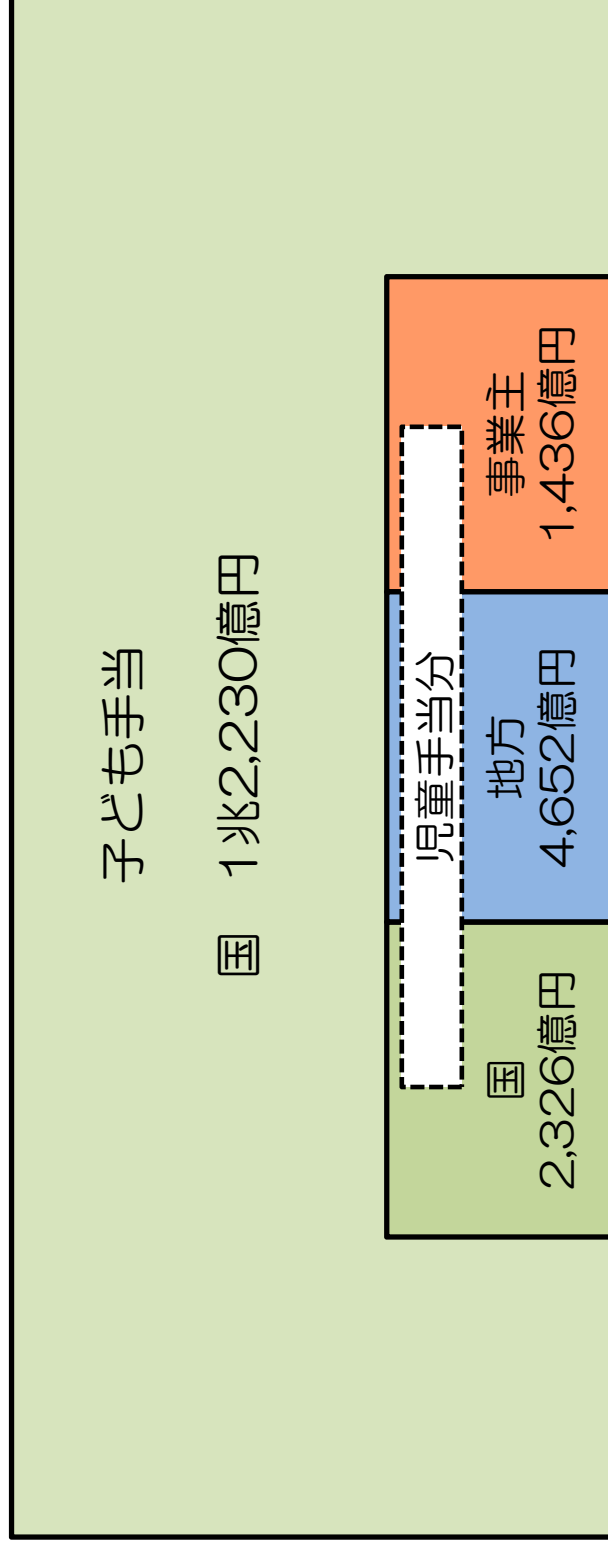 子ども手当
国　1兆2,230億円
児童手当分
国
2,326億円
地方
4,652億円
事業主
1,436億円